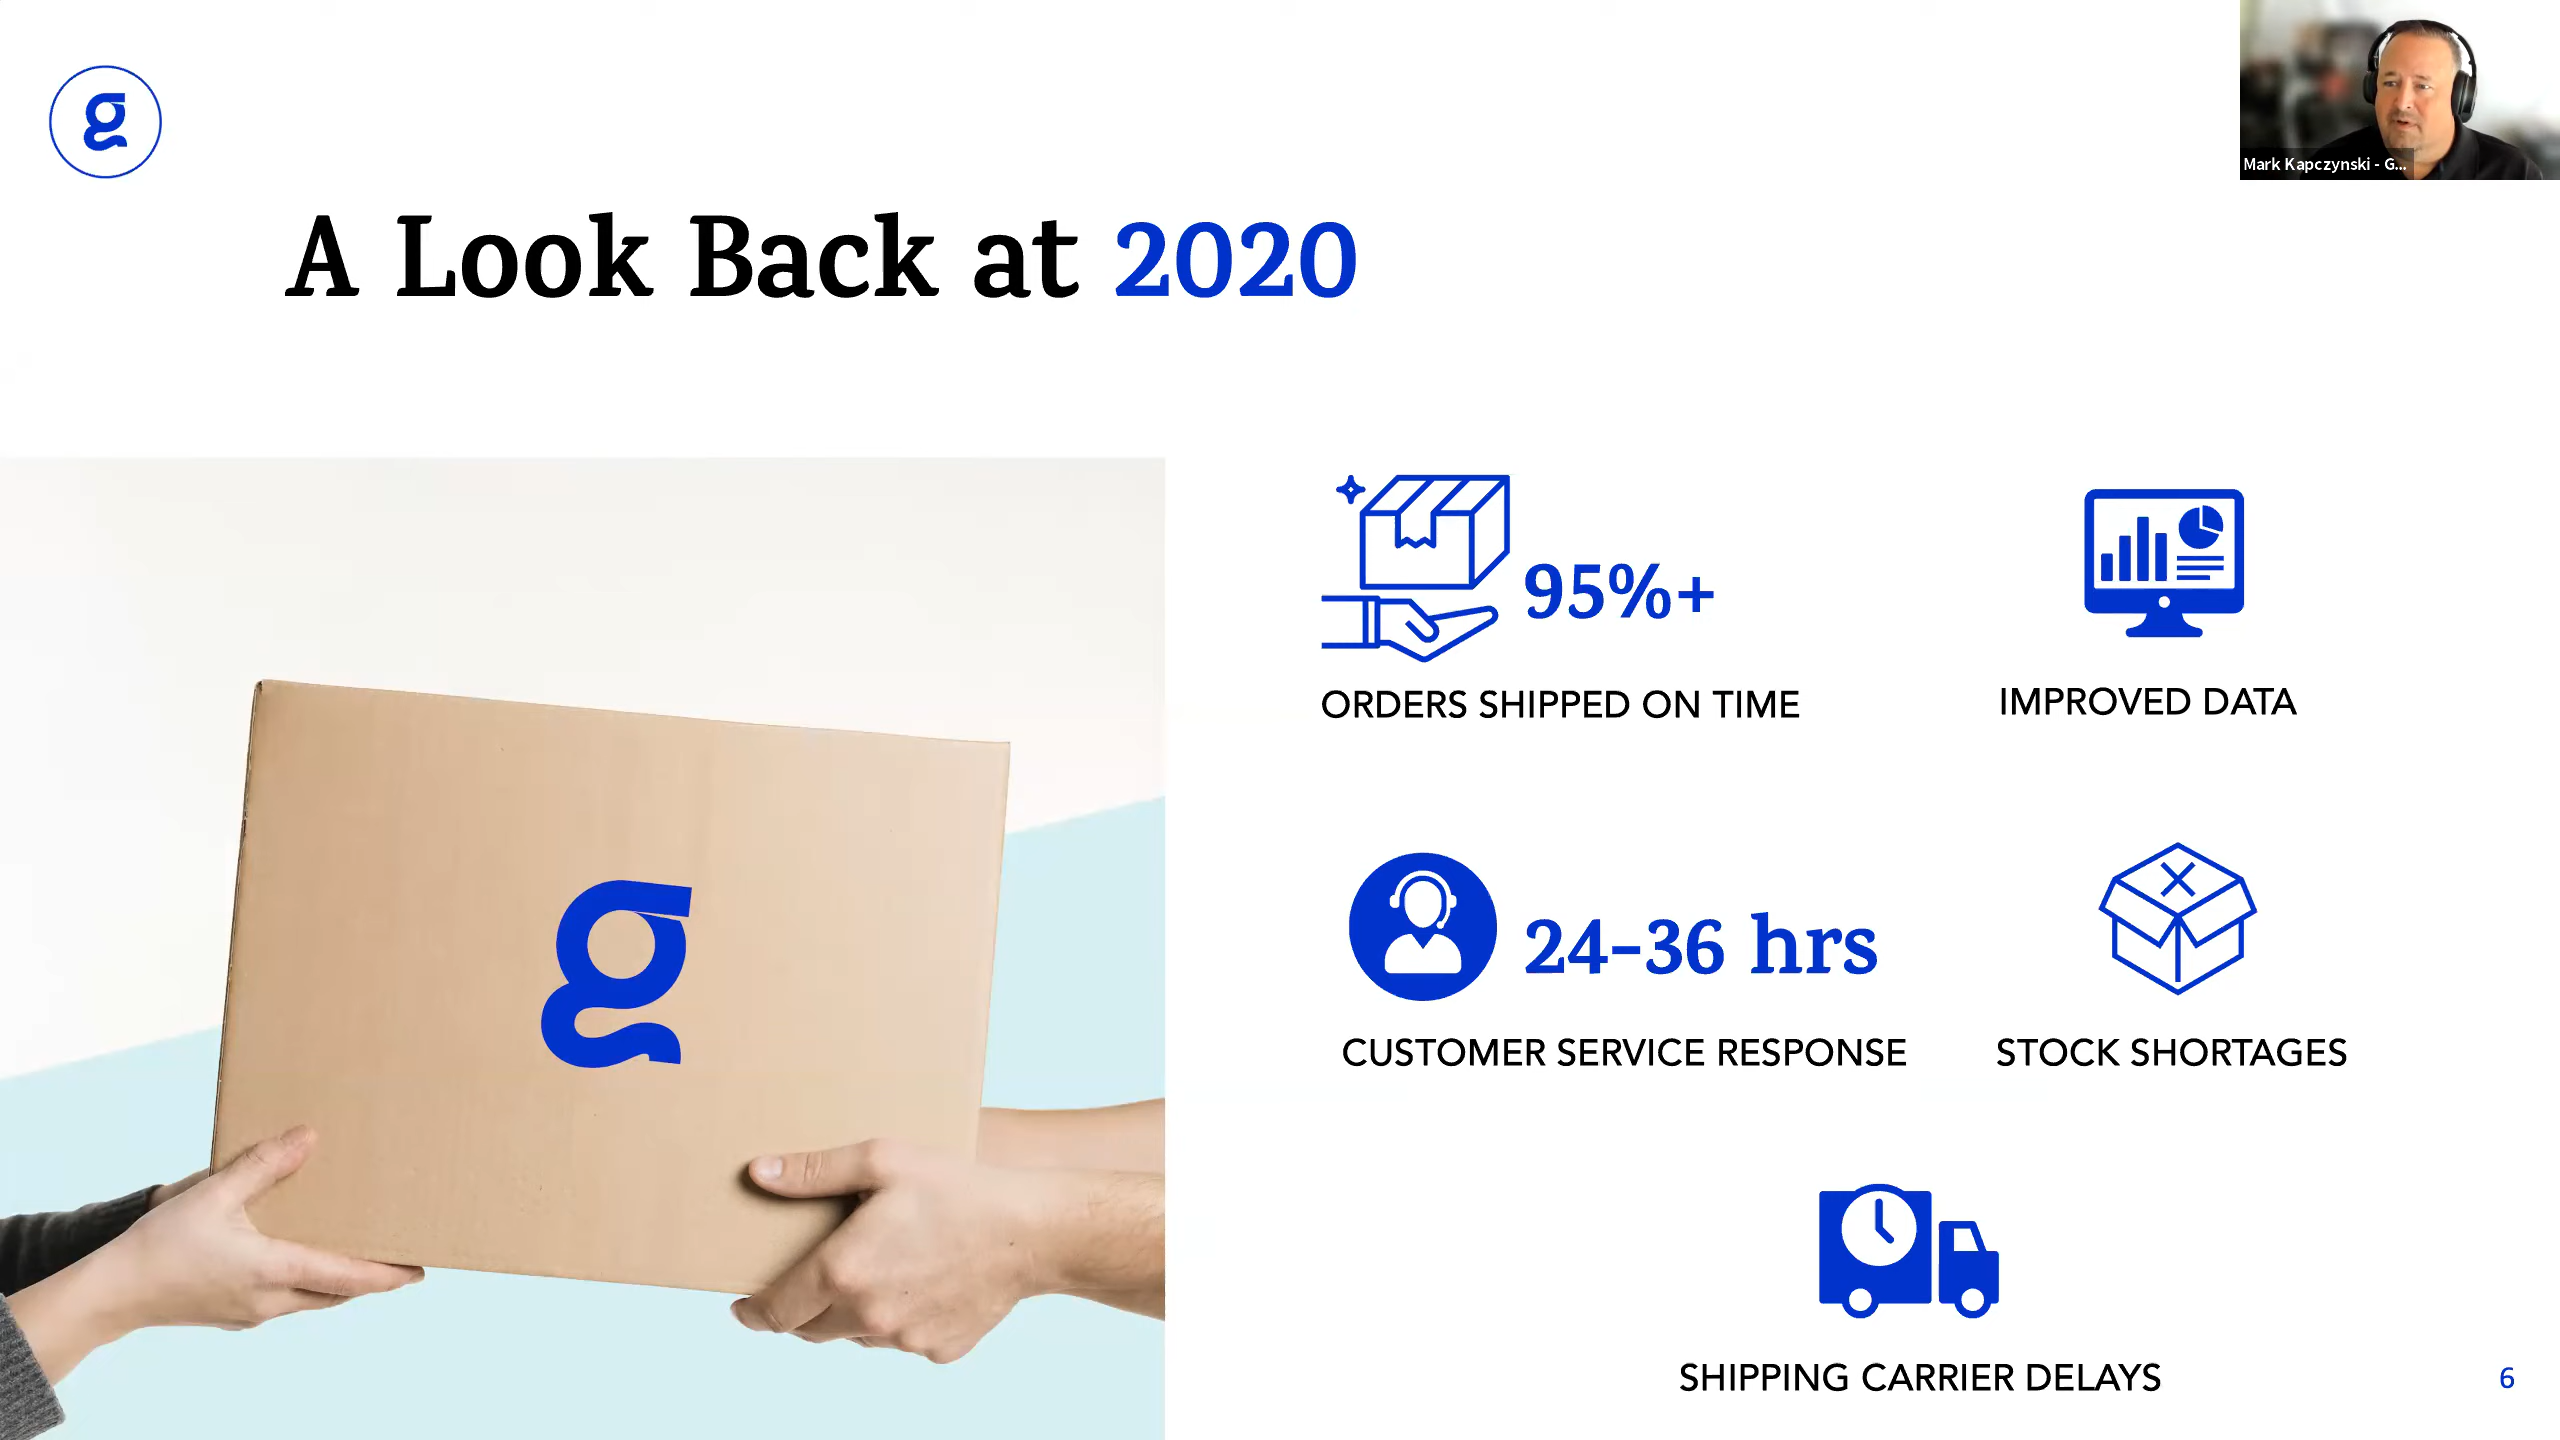 g
Mark Kapczynski - G...
A Look Back at 2020
g
95%+
ORDERS SHIPPED ON TIME
IMPROVED DATA
24-36 hrs
CUSTOMER SERVICE RESPONSE
STOCK SHORTAGES
SHIPPING CARRIER DELAYS
6